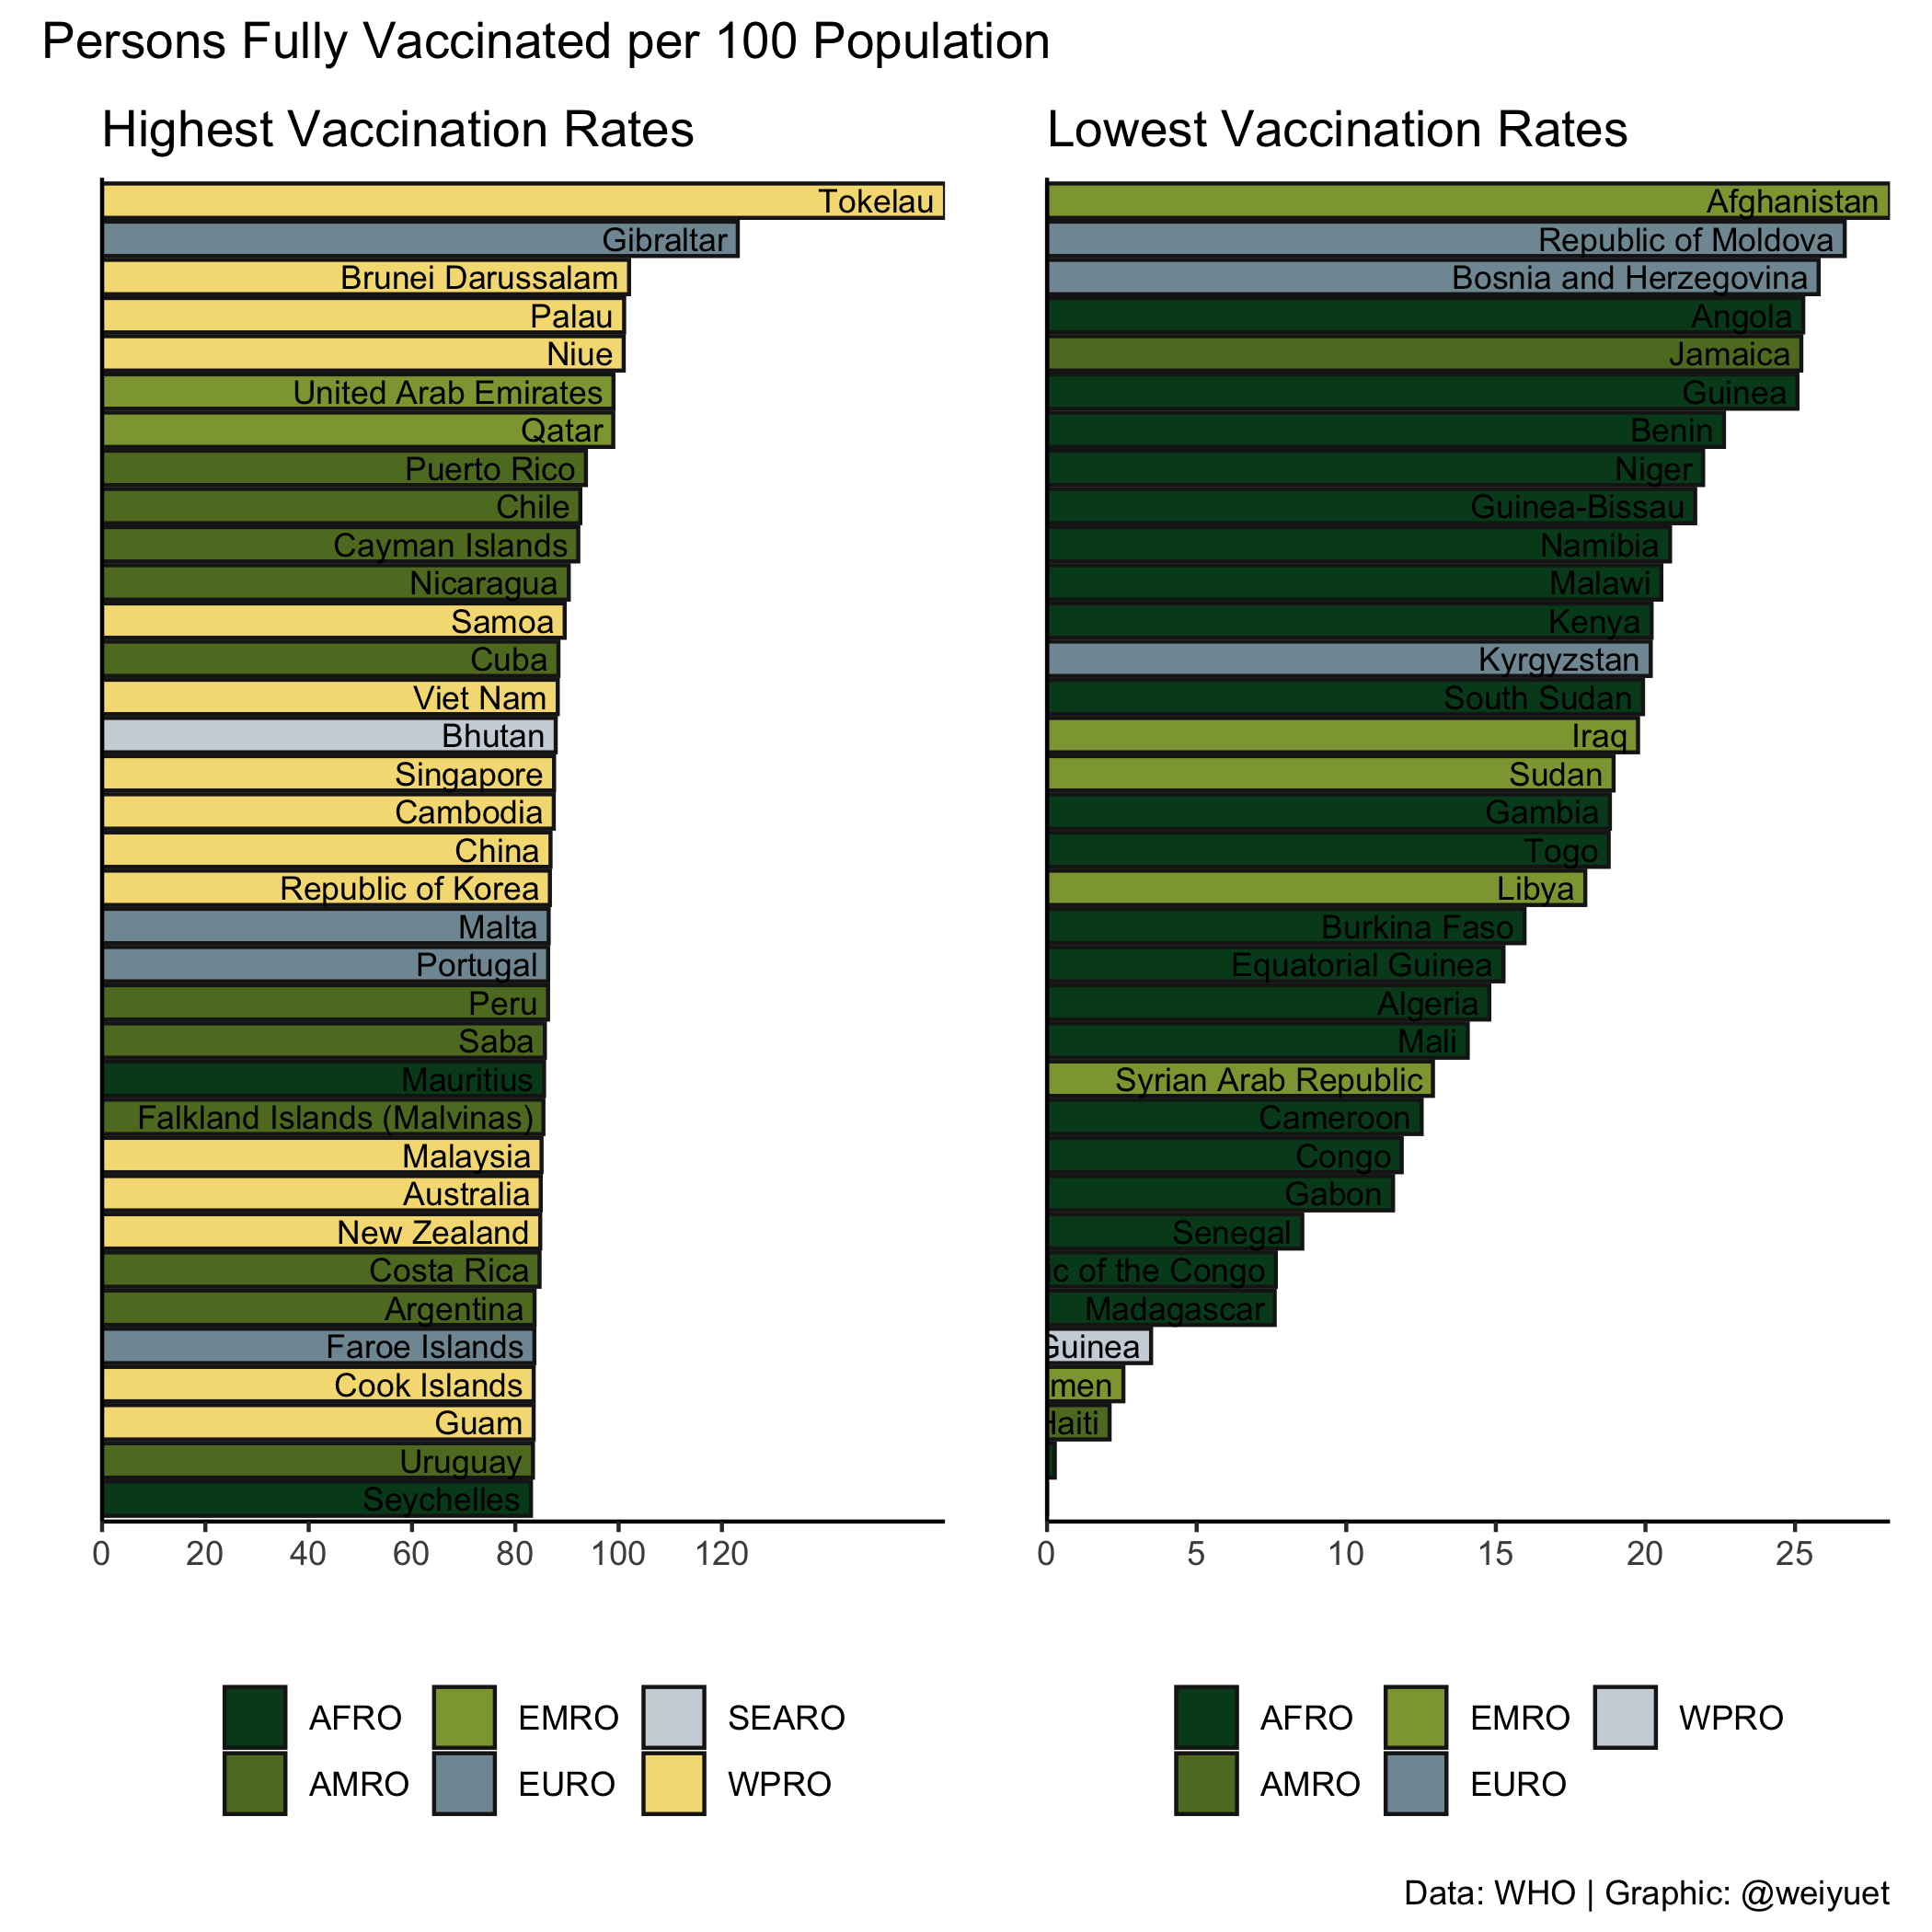 Persons Fully Vaccinated per 100 Population
Highest Vaccination Rates
Tokelau
Gibraltar
Brunei Darussalam
Palau
Niue
United Arab Emirates
Qatar
Puerto Rico
Chile
Cayman Islands
Nicaragua
Samoa
Cuba
Viet Nam
Bhutan
Singapore
Cambodia
China
Republic of Korea
Malta
Portugal
Peru
Saba
Mauritius
Falkland Islands (Malvinas)
Malaysia
Australia
New Zealand
Costa Rica
Argentina
Faroe Islands
Cook Islands
Guam
Uruguay
Seychelles
0 20 40 60 80 100 120
AFRO EMRO SEARO
AMRO EURO WPRO
Lowest Vaccination Rates
Afghanistan
Republic of Moldova
Bosnia and Herzegovina
Angola
Jamaica
Guinea
Benin
Niger
Guinea-Bissau
Namibia
Malawi
Kenya
Kyrgyzstan
South Sudan
Iraq
Sudan
Gambia
Togo
Libya
Burkina Faso
Equatorial Guinea
Algeria
Mali
Syrian Arab Republic
Cameroon
Congo
Gabon
Senegal
ic of the Congo
Madagascar
Guinea
men
Haiti
0 5 10 15 20 25
AFRO EMRO WPRO
AMRO EURO
Data: WHO | Graphic: @weiyuet